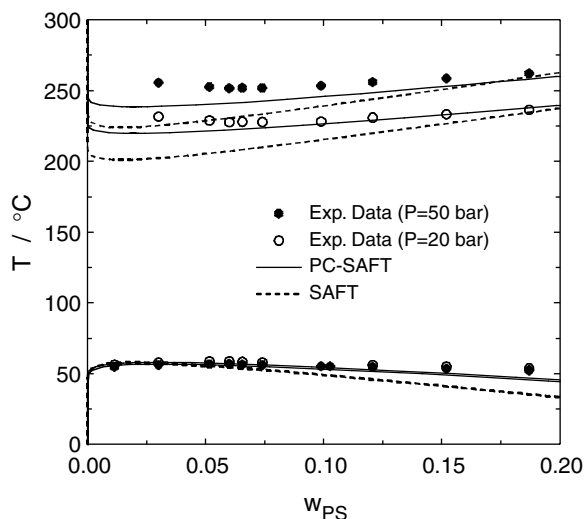 300
250
200
150
100
50
0
T / °C
Exp. Data (P=50 bar)
Exp. Data (P=20 bar)
PC-SAFT
SAFT
0.00 0.05 0.10 0.15 0.20
wPS